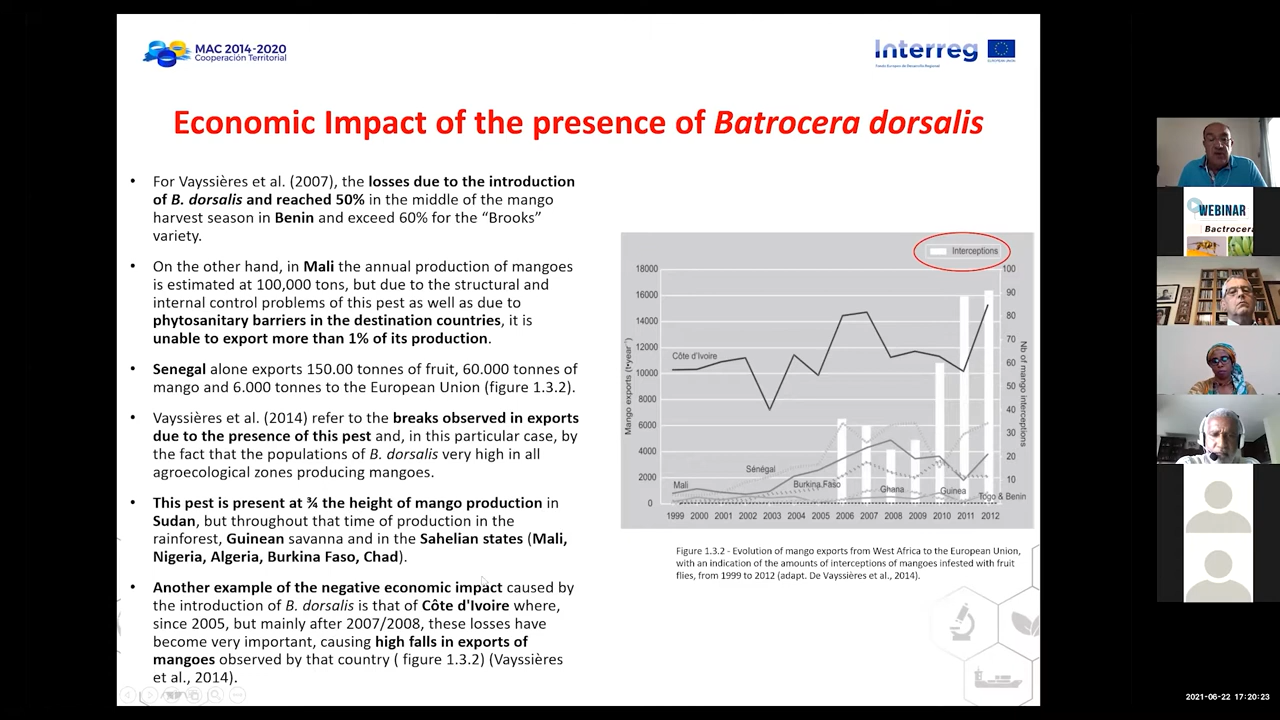 MAC 2014-2020
Cooperación Territorial
Interreg
EUROPEAN UNION
Fondo Europeo de Desarrollo Regional
Economic Impact of the presence of Batrocera dorsalis
• For Vayssières et al. (2007), the losses due to the introduction
of B. dorsalis and reached 50% in the middle of the mango
harvest season in Benin and exceed 60% for the “Brooks”
variety.
• On the other hand, in Mali the annual production of mangoes
is estimated at 100,000 tons, but due to the structural and
internal control problems of this pest as well as due to
phytosanitary barriers in the destination countries, it is
unable to export more than 1% of its production.
• Senegal alone exports 150.00 tonnes of fruit, 60.000 tonnes of
mango and 6.000 tonnes to the European Union (figure 1.3.2).
• Vayssières et al. (2014) refer to the breaks observed in exports
due to the presence of this pest and, in this particular case, by
the fact that the populations of B. dorsalis very high in all
agroecological zones producing mangoes.
• This pest is present at ¾ the height of mango production in
Sudan, but throughout that time of production in the
rainforest, Guinean savanna and in the Sahelian states (Mali,
Nigeria, Algeria, Burkina Faso, Chad).
• Another example of the negative economic impact caused by
the introduction of B. dorsalis is that of Côte d'Ivoire where,
since 2005, but mainly after 2007/2008, these losses have
become very important, causing high falls in exports of
mangoes observed by that country ( figure 1.3.2) (Vayssières
et al., 2014).
Interceptions
18000
16000
14000
12000
10000
8000
6000
4000
2000
0
Mango exports (t•year⁻¹)
100
90
80
70
60
50
40
30
20
10
Nb of mango interceptions
Côte d'Ivoire
Sénégal
Mali
Burkina Faso
Ghana
Guinea
Togo & Benin
1999 2000 2001 2002 2003 2004 2005 2006 2007 2008 2009 2010 2011 2012
Figure 1.3.2 - Evolution of mango exports from West Africa to the European Union,
with an indication of the amounts of interceptions of mangoes infested with fruit
flies, from 1999 to 2012 (adapt. De Vayssières et al., 2014).
WEBINAR
Bactrocera
2021-06-22 17:20:23